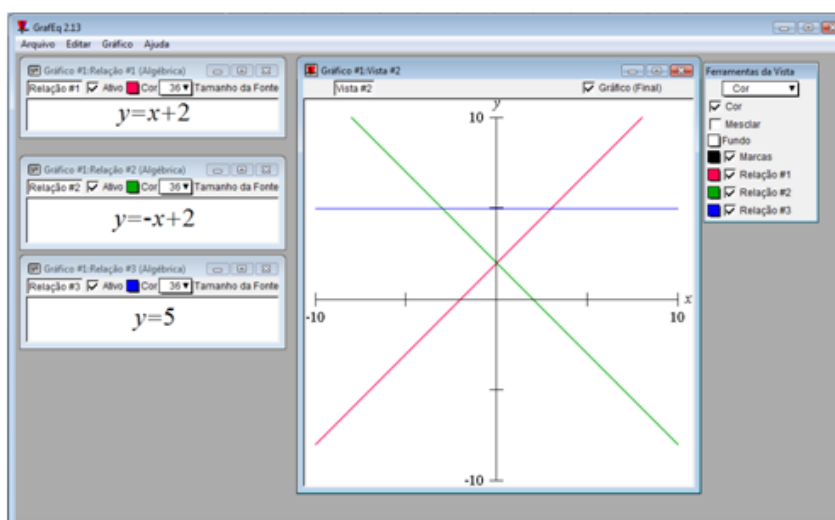 GrafEq 2.13
Arquivo Editar Gráfico Ajuda
Gráfico #1:Relação #1 (Algébrica)
Relação #1 Ativo Cor 36 Tamanho da Fonte
y=x+2
Gráfico #1:Relação #2 (Algébrica)
Relação #2 Ativo Cor 36 Tamanho da Fonte
y=-x+2
Gráfico #1:Relação #3 (Algébrica)
Relação #3 Ativo Cor 36 Tamanho da Fonte
y=5
Gráfico #1:Vista #2
Vista #2 Gráfico (Final)
y
10
x
-10 10
-10
Ferramentas da Vista
Cor
Cor
Mesclar
Fundo
Marcas
Relação #1
Relação #2
Relação #3